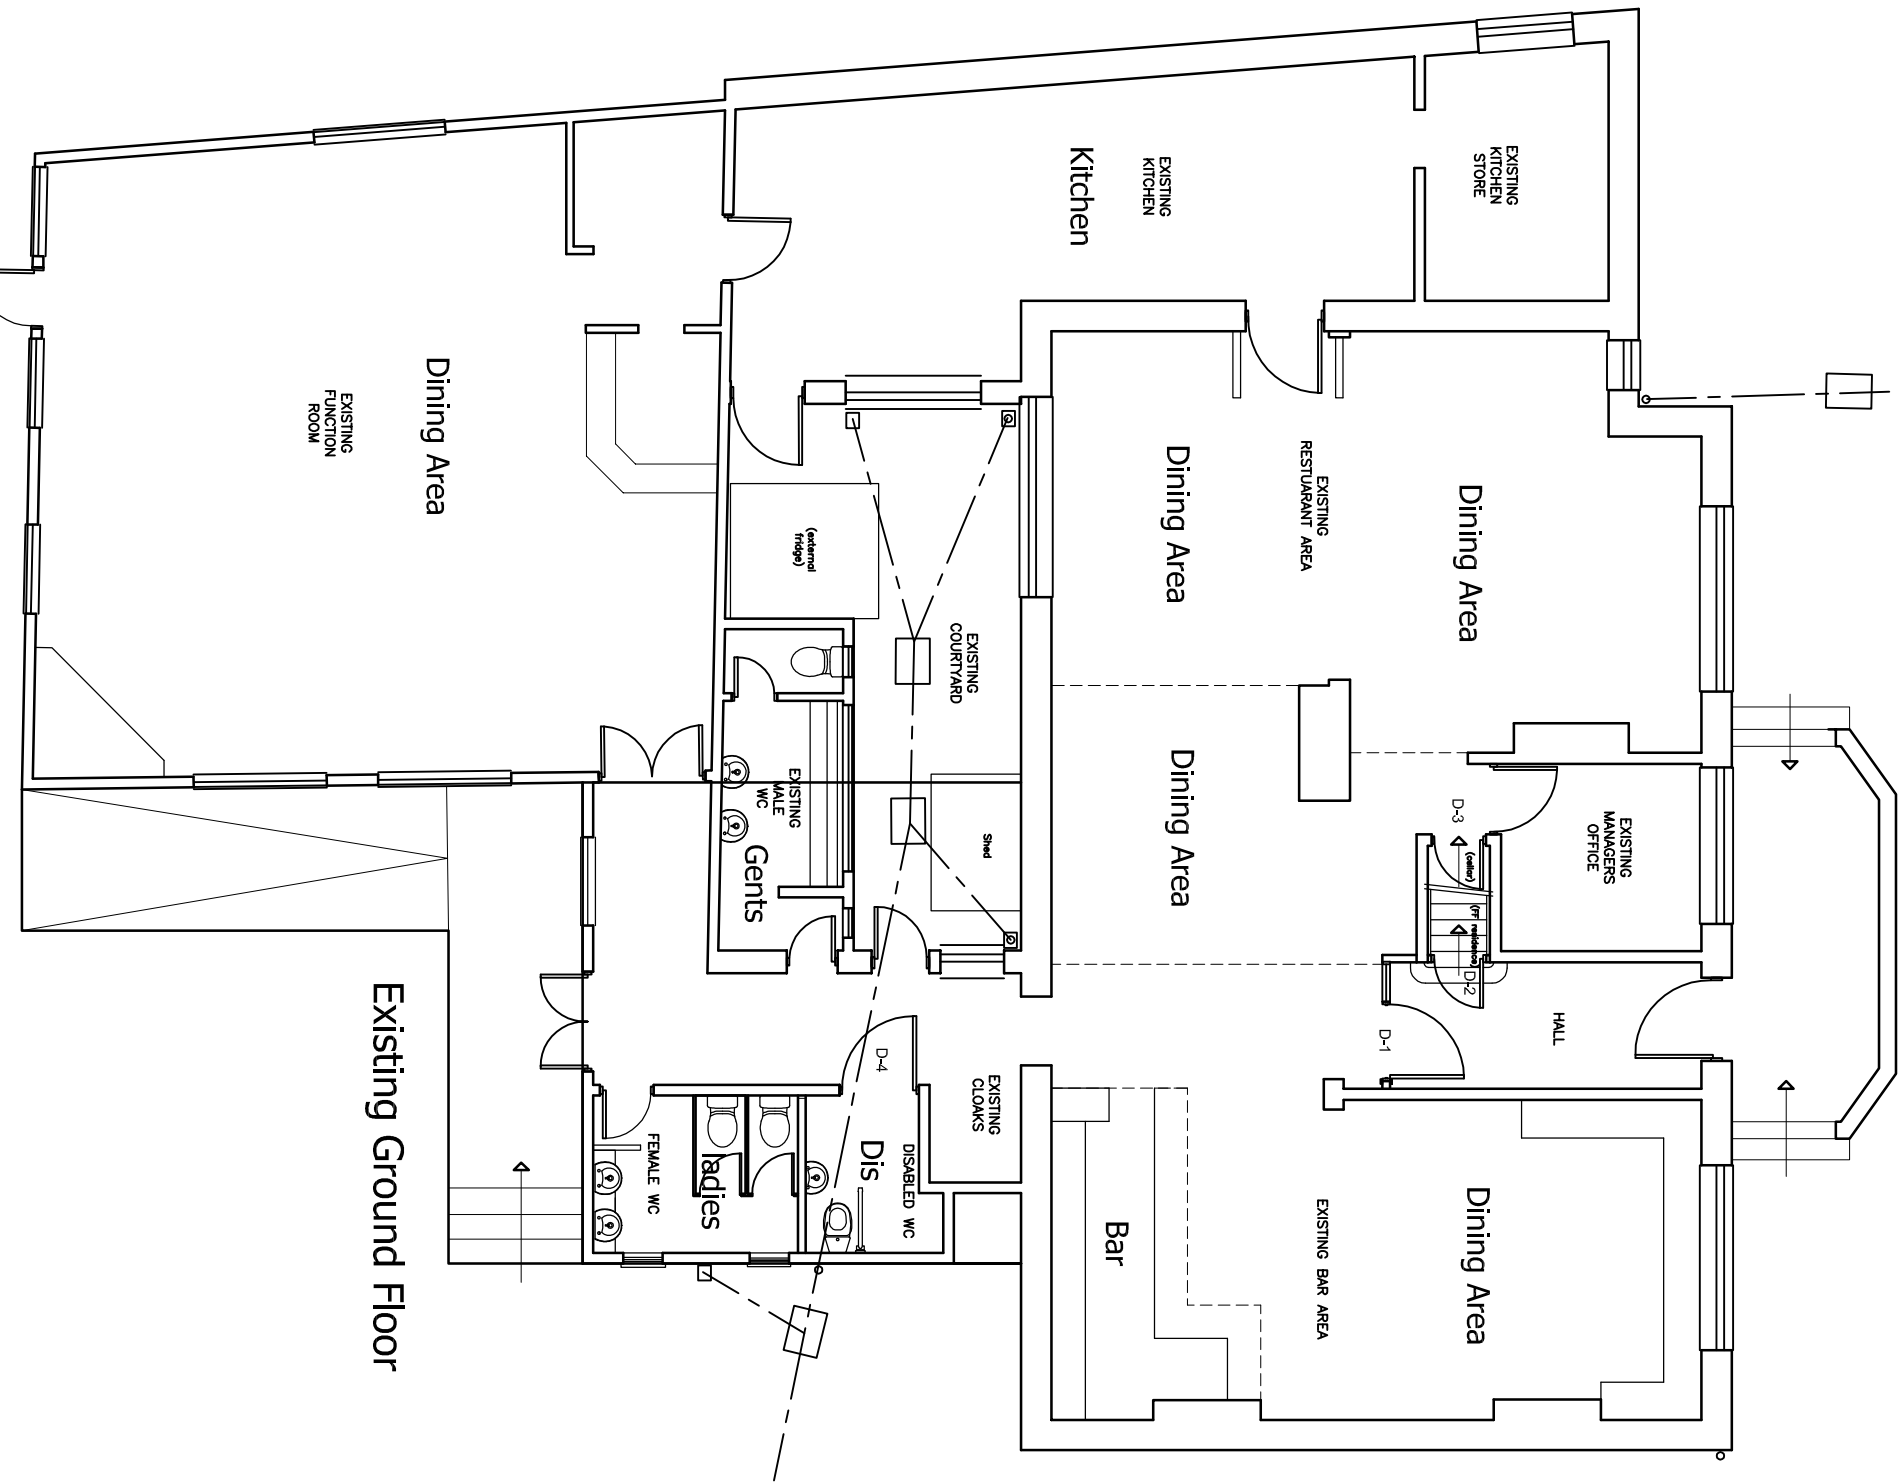 EXISTING
KITCHEN
STORE
EXISTING
KITCHEN
Kitchen
Dining Area
EXISTING
FUNCTION
ROOM
Dining Area
EXISTING
RESTUARANT AREA
Dining Area
(external
fridge)
EXISTING
COURTYARD
Dining Area
EXISTING
MANAGERS
OFFICE
D-3
(cellar)
(FF residence)
D-2
HALL
D-1
Shed
EXISTING
MALE
WC
Gents
D-4
EXISTING
CLOAKS
DISABLED WC
Dis
ladies
FEMALE WC
Dining Area
EXISTING BAR AREA
Bar
Existing Ground Floor